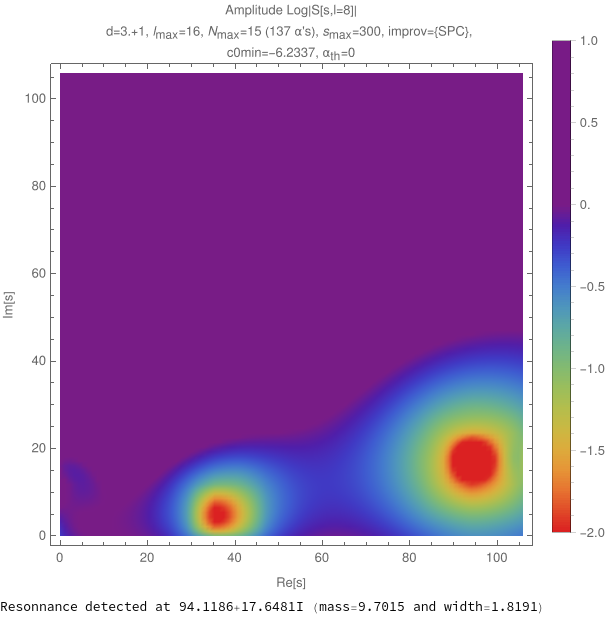 Amplitude Log|S[s,l=8]|
d=3.+1, lmax=16, Nmax=15 (137 α's), smax=300, improv={SPC},
c0min=−6.2337, αth=0
100
80
60
40
20
0
Im[s]
0 20 40 60 80 100
Re[s]
1.0
0.5
0.
−0.5
−1.0
−1.5
−2.0
Resonnance detected at 94.1186+17.6481I (mass=9.7015 and width=1.8191)